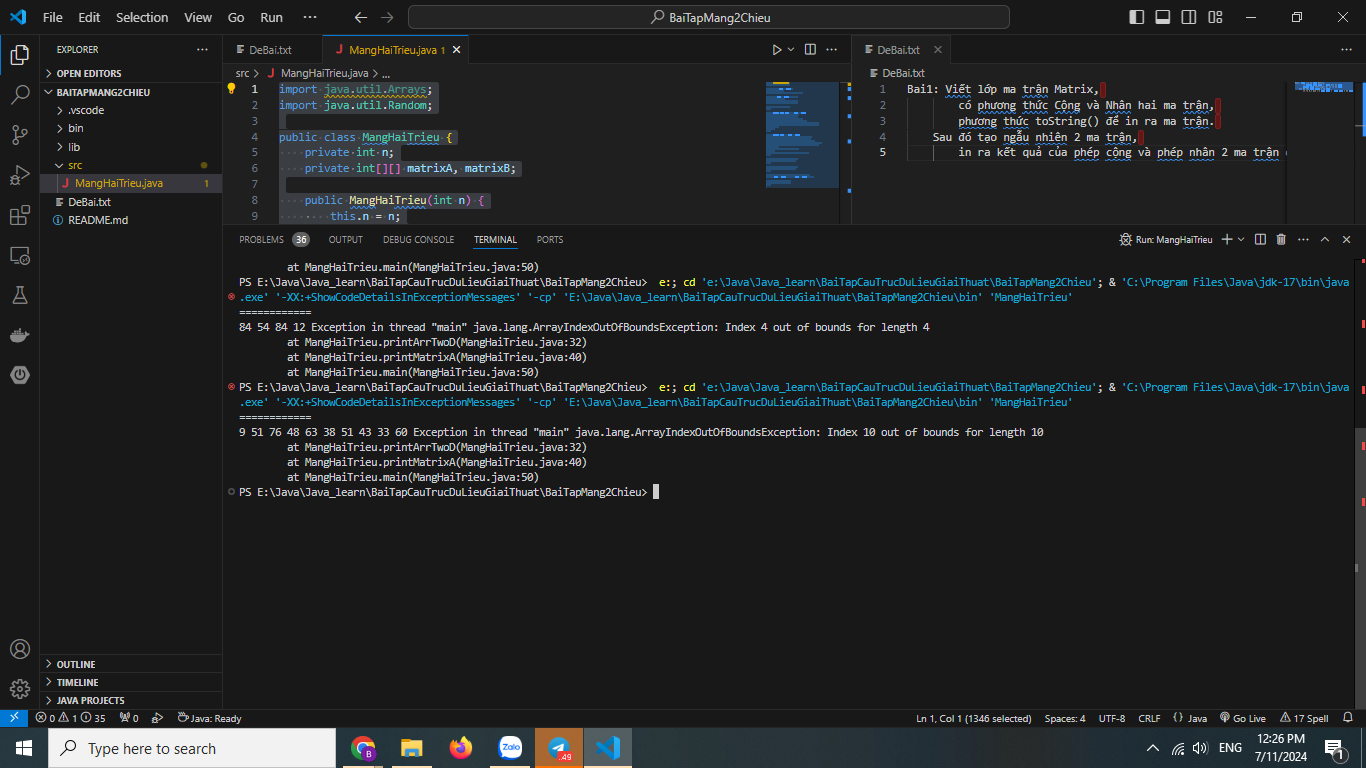 File Edit Selection View Go Run ··· BaiTapMang2Chieu
EXPLORER
OPEN EDITORS
BAITAPMANG2CHIEU
.vscode
bin
lib
src
MangHaiTrieu.java 1
DeBai.txt
README.md
OUTLINE
TIMELINE
JAVA PROJECTS
DeBai.txt MangHaiTrieu.java 1
src > MangHaiTrieu.java > ...
1 import java.util.Arrays;
2 import java.util.Random;
3
4 public class MangHaiTrieu {
5 private int n;
6 private int[][] matrixA, matrixB;
7
8 public MangHaiTrieu(int n) {
9 this.n = n;
DeBai.txt
DeBai.txt
1 Bai1: Viết lớp ma trận Matrix,
2 có phương thức Cộng và Nhân hai ma trận,
3 phương thức toString() để in ra ma trận.
4 Sau đó tạo ngẫu nhiên 2 ma trận,
5 in ra kết quả của phép cộng và phép nhân 2 ma trận
PROBLEMS 36 OUTPUT DEBUG CONSOLE TERMINAL PORTS Run: MangHaiTrieu
at MangHaiTrieu.main(MangHaiTrieu.java:50)
PS E:\Java\Java_learn\BaiTapCauTrucDuLieuGiaiThuat\BaiTapMang2Chieu> e:; cd 'e:\Java\Java_learn\BaiTapCauTrucDuLieuGiaiThuat\BaiTapMang2Chieu'; & 'C:\Program Files\Java\jdk-17\bin\java
.exe' '-XX:+ShowCodeDetailsInExceptionMessages' '-cp' 'E:\Java\Java_learn\BaiTapCauTrucDuLieuGiaiThuat\BaiTapMang2Chieu\bin' 'MangHaiTrieu'
============
84 54 84 12 Exception in thread "main" java.lang.ArrayIndexOutOfBoundsException: Index 4 out of bounds for length 4
at MangHaiTrieu.printArrTwoD(MangHaiTrieu.java:32)
at MangHaiTrieu.printMatrixA(MangHaiTrieu.java:40)
at MangHaiTrieu.main(MangHaiTrieu.java:50)
PS E:\Java\Java_learn\BaiTapCauTrucDuLieuGiaiThuat\BaiTapMang2Chieu> e:; cd 'e:\Java\Java_learn\BaiTapCauTrucDuLieuGiaiThuat\BaiTapMang2Chieu'; & 'C:\Program Files\Java\jdk-17\bin\java
.exe' '-XX:+ShowCodeDetailsInExceptionMessages' '-cp' 'E:\Java\Java_learn\BaiTapCauTrucDuLieuGiaiThuat\BaiTapMang2Chieu\bin' 'MangHaiTrieu'
============
9 51 76 48 63 38 51 43 33 60 Exception in thread "main" java.lang.ArrayIndexOutOfBoundsException: Index 10 out of bounds for length 10
at MangHaiTrieu.printArrTwoD(MangHaiTrieu.java:32)
at MangHaiTrieu.printMatrixA(MangHaiTrieu.java:40)
at MangHaiTrieu.main(MangHaiTrieu.java:50)
PS E:\Java\Java_learn\BaiTapCauTrucDuLieuGiaiThuat\BaiTapMang2Chieu>
0 1 35 0 Java: Ready Ln 1, Col 1 (1346 selected) Spaces: 4 UTF-8 CRLF {} Java Go Live 17 Spell
Type here to search B Zalo .49 ENG 12:26 PM
7/11/2024 1